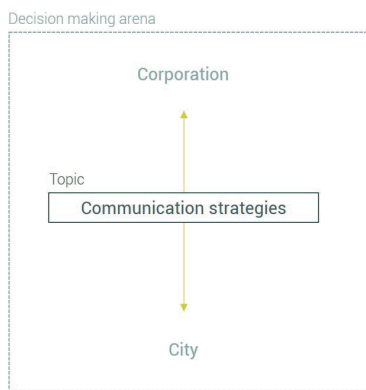 Decision making arena
Corporation
Topic
Communication strategies
City